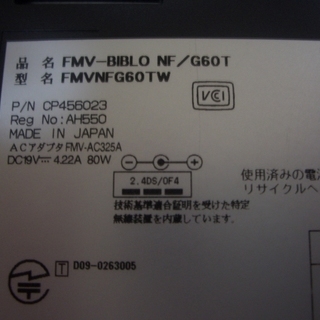 品 名 FMV-BIBLO NF/G60T
型 名 FMVNFG60TW
P/N CP456023
Reg No:AH550
MADE IN JAPAN
ACアダプタ FMV-AC325A
DC19V⎓4.22A 80W
VCCI
2.4DS/OF4
技術基準適合証明を受けた特定
無線装置を内蔵しています.
使用済みの電
リサイクルへ
T D09-0263005